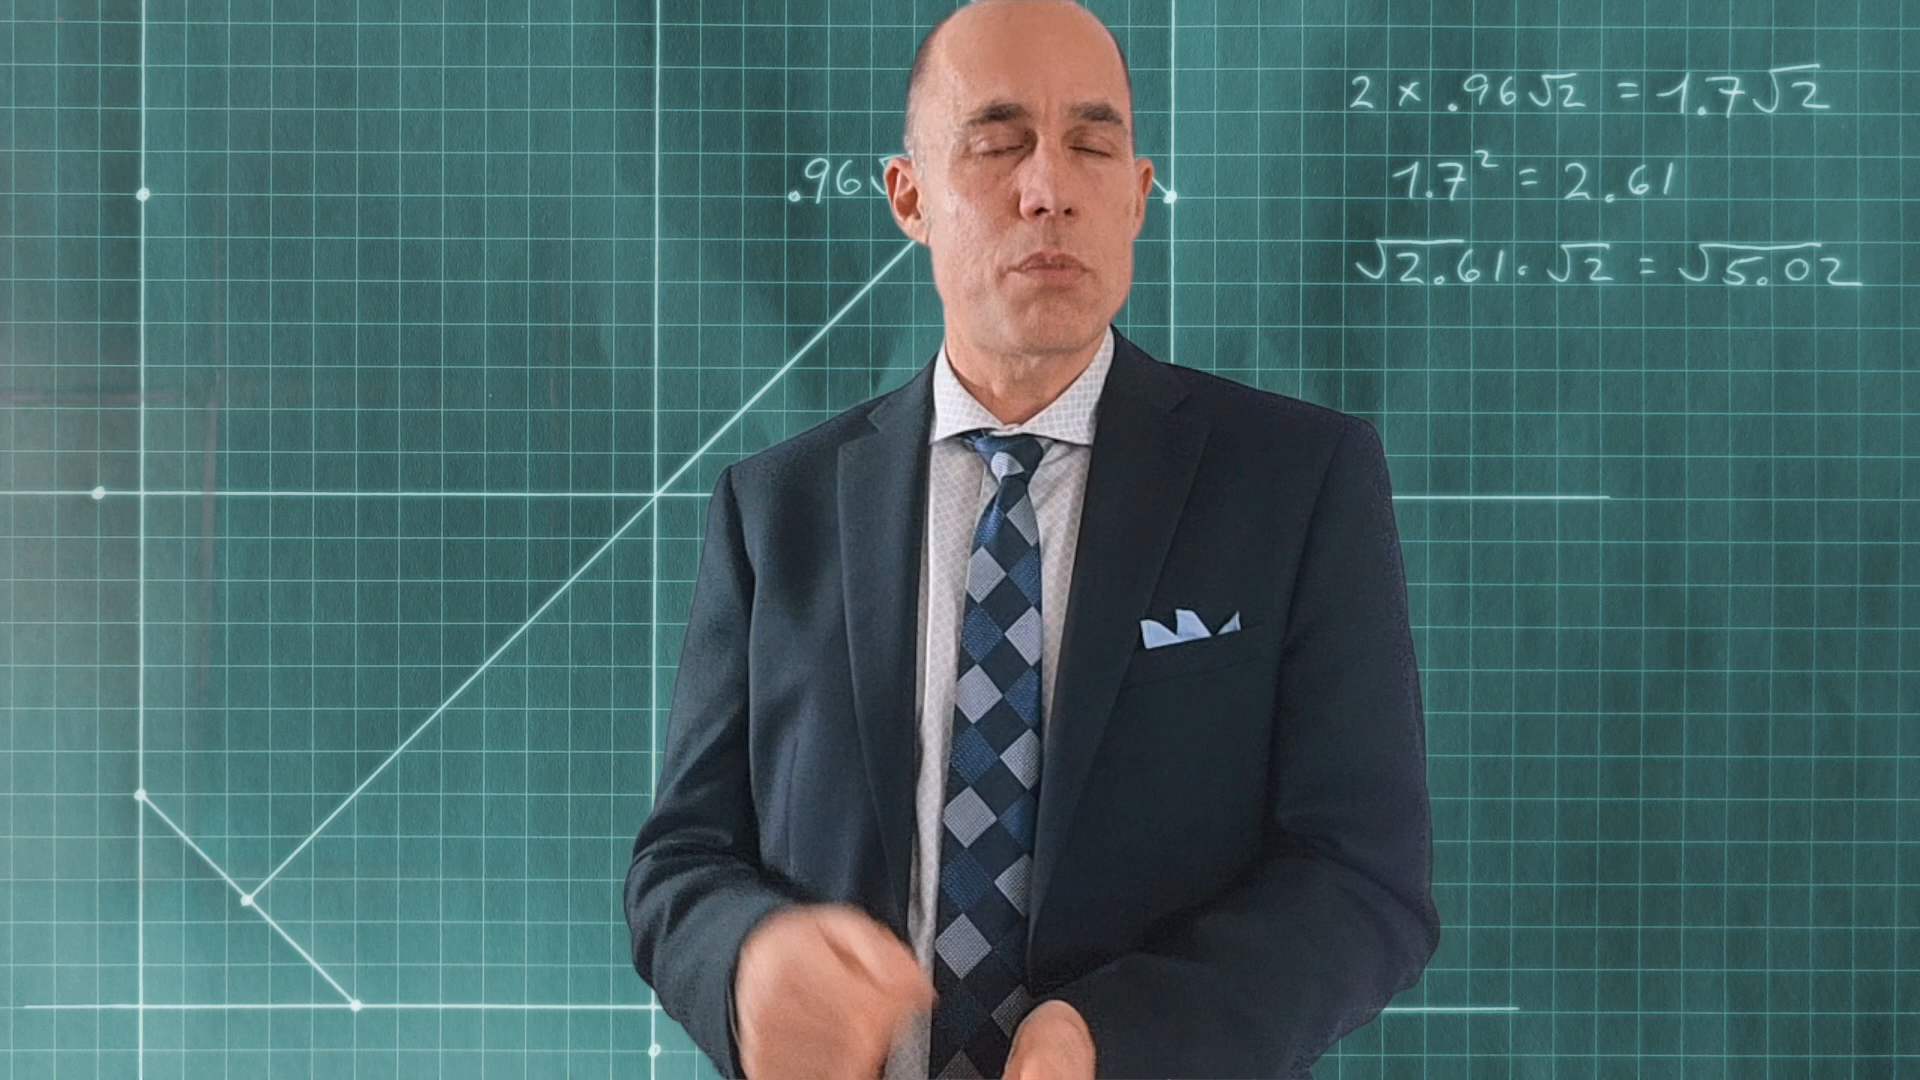 2 × .96√2 = 1.7√2
.96√
1.7² = 2.61
√2.61 · √2 = √5.02